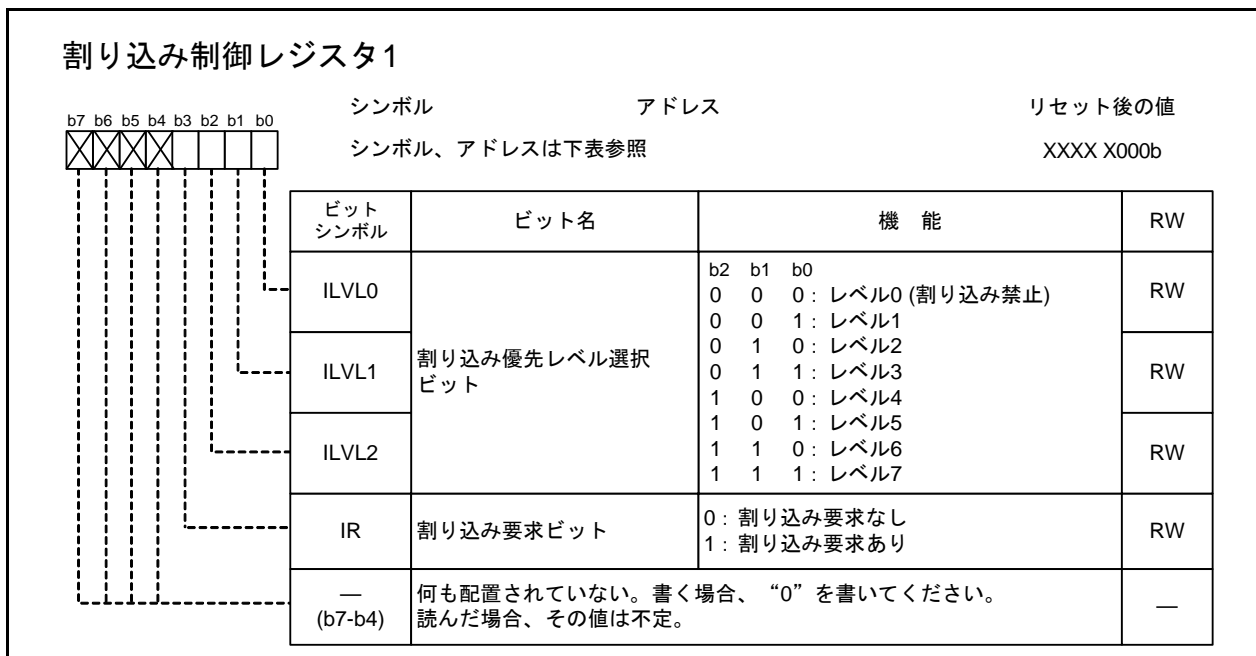 割り込み制御レジスタ1
シンボル アドレス リセット後の値
b7 b6 b5 b4 b3 b2 b1 b0
シンボル、アドレスは下表参照 XXXX X000b
ビット
シンボル
ビット名
機 能
RW
ILVL0
割り込み優先レベル選択
ビット
b2 b1 b0
0 0 0 : レベル0 (割り込み禁止)
0 0 1 : レベル1
0 1 0 : レベル2
0 1 1 : レベル3
1 0 0 : レベル4
1 0 1 : レベル5
1 1 0 : レベル6
1 1 1 : レベル7
RW
ILVL1
RW
ILVL2
RW
IR
割り込み要求ビット
0 : 割り込み要求なし
1 : 割り込み要求あり
RW
—
(b7-b4)
何も配置されていない。書く場合、“0”を書いてください。
読んだ場合、その値は不定。
—